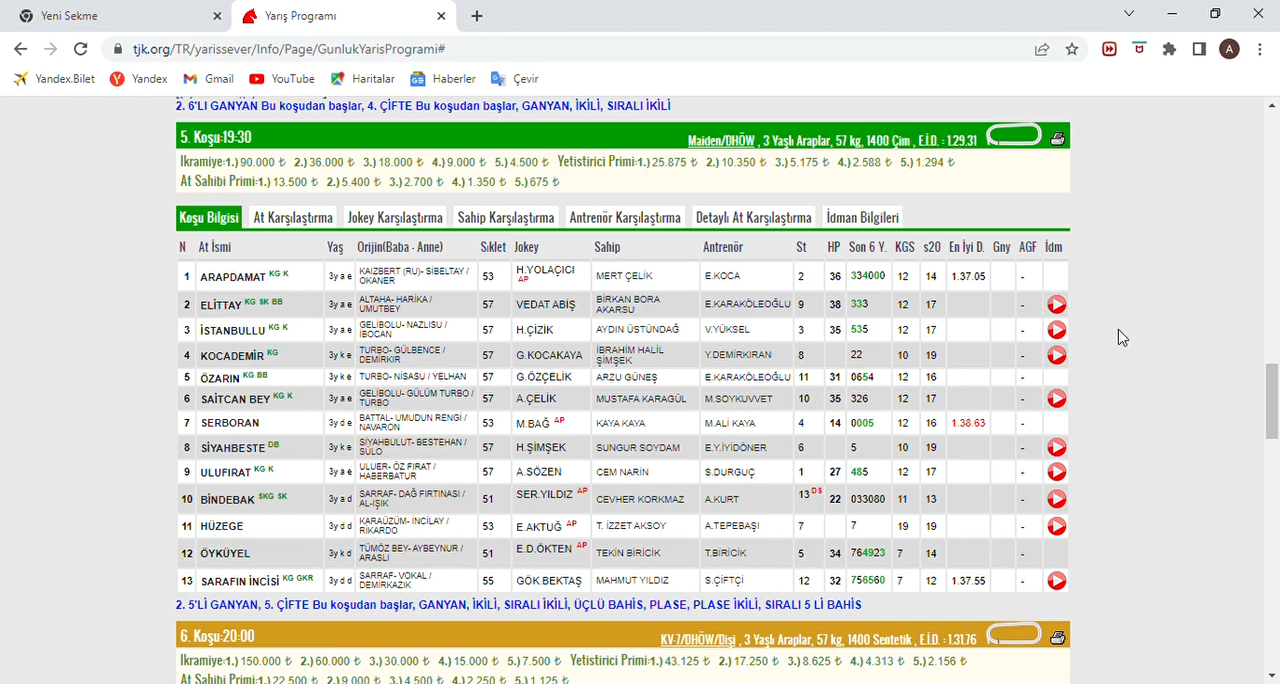 Yeni Sekme
Yarış Programı
tjk.org/TR/yarissever/Info/Page/GunlukYarisProgrami#
A
Yandex.Bilet Yandex Gmail YouTube Haritalar Haberler Çevir
2. 6'LI GANYAN Bu koşudan başlar, 4. ÇİFTE Bu koşudan başlar, GANYAN, İKİLİ, SIRALI İKİLİ
5. Koşu:19:30 Maiden/DHÖW , 3 Yaşlı Araplar, 57 kg, 1400 Çim , E.İ.D. : 1.29.31
İkramiye:1.) 90.000 ₺ 2.) 36.000 ₺ 3.) 18.000 ₺ 4.) 9.000 ₺ 5.) 4.500 ₺ Yetistirici Primi:1.) 25.875 ₺ 2.) 10.350 ₺ 3.) 5.175 ₺ 4.) 2.588 ₺ 5.) 1.294 ₺
At Sahibi Primi:1.) 13.500 ₺ 2.) 5.400 ₺ 3.) 2.700 ₺ 4.) 1.350 ₺ 5.) 675 ₺
Koşu Bilgisi At Karşılaştırma Jokey Karşılaştırma Sahip Karşılaştırma Antrenör Karşılaştırma Detaylı At Karşılaştırma İdman Bilgileri
N At İsmi Yaş Orijin(Baba - Anne) Sıklet Jokey Sahip Antrenör St HP Son 6 Y. KGS s20 En İyi D. Gny AGF İdm
1 ARAPDAMAT KG K 3y a e KAIZBERT (RU)- SİBELTAY / OKANER 53 H.YOLAÇICI AP MERT ÇELİK E.KOCA 2 36 334000 12 14 1.37.05 -
2 ELİTTAY KG SK BB 3y a e ALTAHA- HARİKA / UMUTBEY 57 VEDAT ABİŞ BİRKAN BORA AKARSU E.KARAKÖLEOĞLU 9 38 333 12 17 -
3 İSTANBULLU KG K 3y a e GELİBOLU- NAZLISU / İBOCAN 57 H.ÇİZİK AYDIN ÜSTÜNDAĞ V.YÜKSEL 3 35 535 12 17 -
4 KOCADEMİR KG 3y k e TURBO- GÜLBENCE / DEMİRKIR 57 G.KOCAKAYA İBRAHİM HALİL ŞİMŞEK Y.DEMİRKIRAN 8 22 10 19 -
5 ÖZARIN KG BB 3y k e TURBO- NİSASU / YELHAN 57 G.ÖZÇELİK ARZU GÜNEŞ E.KARAKÖLEOĞLU 11 31 0654 12 16 -
6 SAİTCAN BEY KG K 3y a e GELİBOLU- GÜLÜM TURBO / TURBO 57 A.ÇELİK MUSTAFA KARAGÜL M.SOYKUVVET 10 35 326 12 17 -
7 SERBORAN 3y d e BATTAL- UMUDUN RENGİ / NAVARON 53 M.BAĞ AP KAYA KAYA M.ALİ KAYA 4 14 0005 12 16 1.38.63 -
8 SİYAHBESTE DB 3y k e SİYAHBULUT- BESTEHAN / SÜLO 57 H.ŞİMŞEK SUNGUR SOYDAM E.Y.İYİDÖNER 6 5 10 19 -
9 ULUFIRAT KG K 3y a e ULUER- ÖZ FIRAT / HABERBATUR 57 A.SÖZEN CEM NARİN S.DURGUÇ 1 27 485 12 17 -
10 BİNDEBAK SKG SK 3y a d SARRAF- DAĞ FIRTINASI / AL-IŞIK 51 SER.YILDIZ AP CEVHER KORKMAZ A.KURT 13 DS 22 033080 11 13 -
11 HÜZEGE 3y d d KARAÜZÜM- İNCİLAY / RİKARDO 53 E.AKTUĞ AP T. İZZET AKSOY A.TEPEBAŞI 7 7 19 19 -
12 ÖYKÜYEL 3y k d TÜMÖZ BEY- AYBEYNUR / ARASLI 51 E.D.ÖKTEN AP TEKİN BİRİCİK T.BİRİCİK 5 34 764923 7 14 -
13 SARAFIN İNCİSİ KG GKR 3y d d SARRAF- VOKAL / DEMİRKAZIK 55 GÖK.BEKTAŞ MAHMUT YILDIZ S.ÇİFTÇİ 12 32 756560 7 12 1.37.55 -
2. 5'Lİ GANYAN, 5. ÇİFTE Bu koşudan başlar, GANYAN, İKİLİ, SIRALI İKİLİ, ÜÇLÜ BAHİS, PLASE, PLASE İKİLİ, SIRALI 5 Lİ BAHİS
6. Koşu:20:00 KV-7/DHÖW/Dişi , 3 Yaşlı Araplar, 57 kg, 1400 Sentetik , E.İ.D. : 1.31.76
İkramiye:1.) 150.000 ₺ 2.) 60.000 ₺ 3.) 30.000 ₺ 4.) 15.000 ₺ 5.) 7.500 ₺ Yetistirici Primi:1.) 43.125 ₺ 2.) 17.250 ₺ 3.) 8.625 ₺ 4.) 4.313 ₺ 5.) 2.156 ₺
At Sahibi Primi:1.) 22.500 ₺ 2.) 9.000 ₺ 3.) 4.500 ₺ 4.) 2.250 ₺ 5.) 1.125 ₺